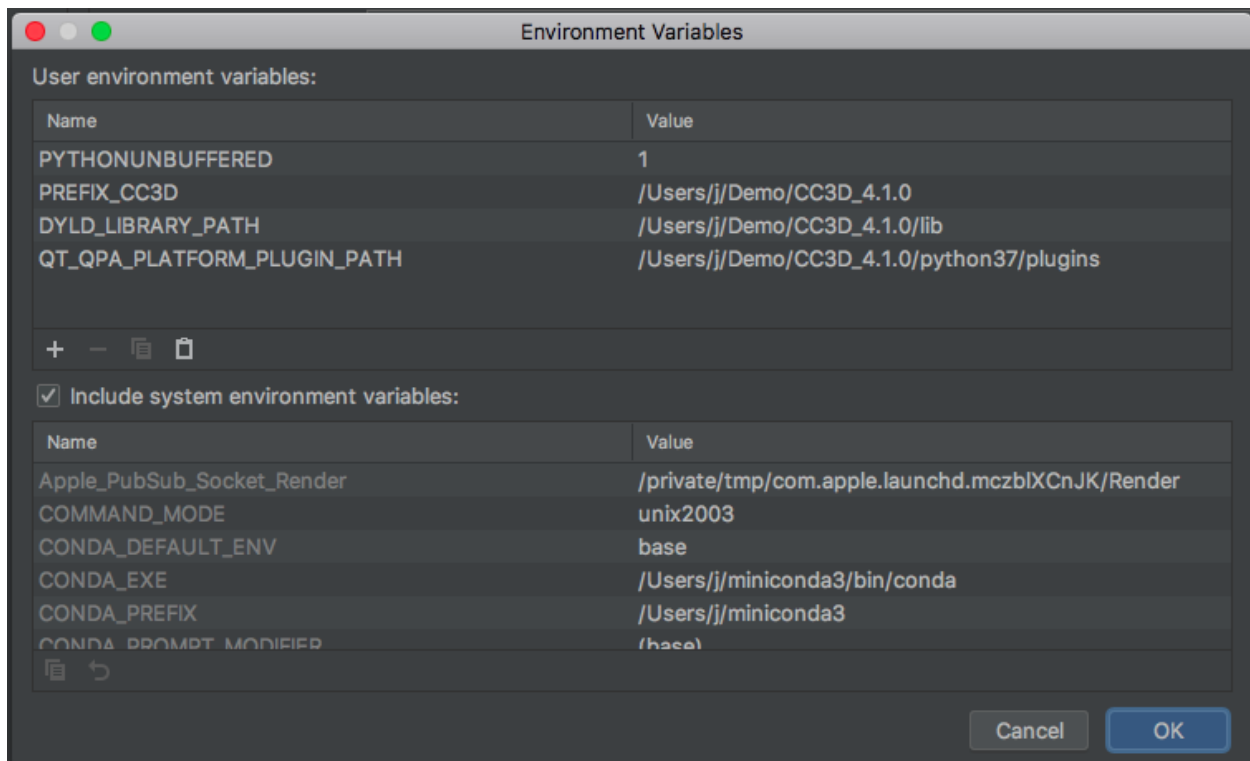 Environment Variables
User environment variables:
Name Value
PYTHONUNBUFFERED 1
PREFIX_CC3D /Users/j/Demo/CC3D_4.1.0
DYLD_LIBRARY_PATH /Users/j/Demo/CC3D_4.1.0/lib
QT_QPA_PLATFORM_PLUGIN_PATH /Users/j/Demo/CC3D_4.1.0/python37/plugins
Include system environment variables:
Name Value
Apple_PubSub_Socket_Render /private/tmp/com.apple.launchd.mczblXCnJK/Render
COMMAND_MODE unix2003
CONDA_DEFAULT_ENV base
CONDA_EXE /Users/j/miniconda3/bin/conda
CONDA_PREFIX /Users/j/miniconda3
CONDA_PROMPT_MODIFIER (base)
Cancel OK